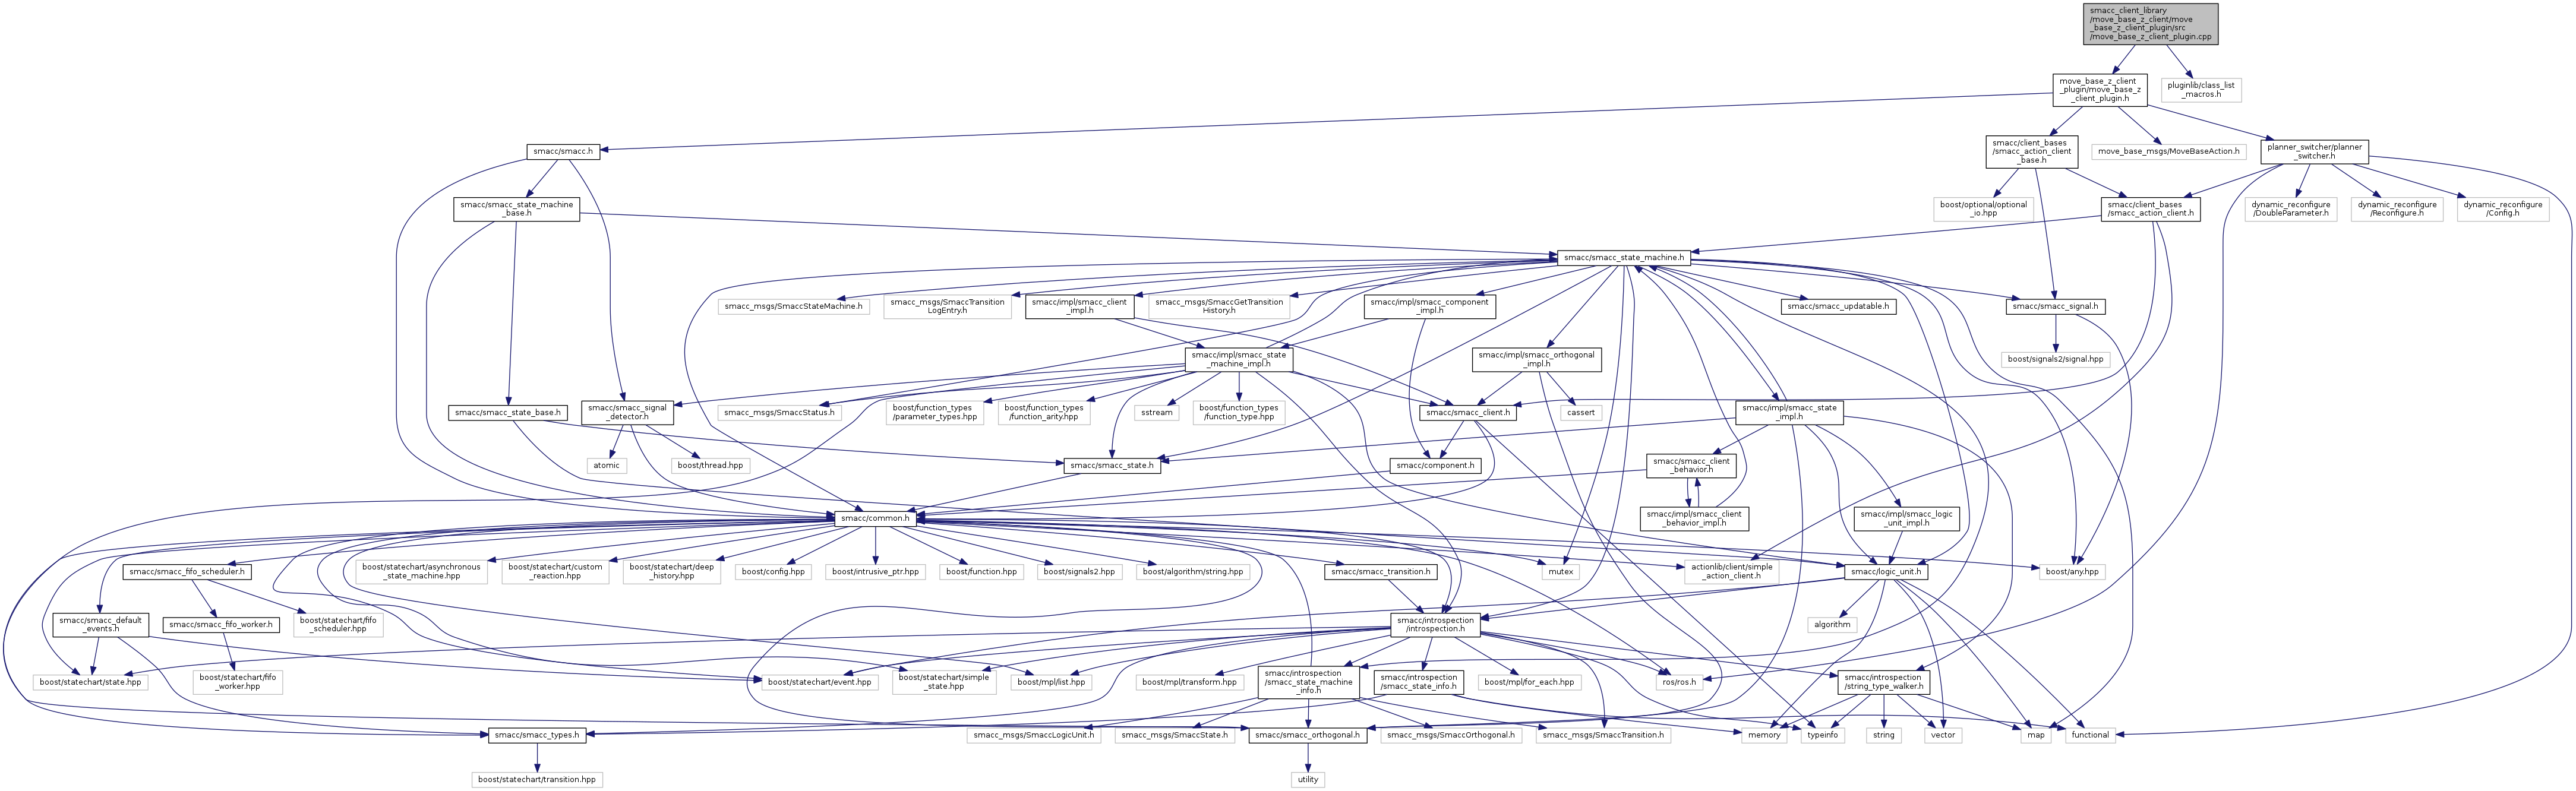 smacc_client_library
/move_base_z_client/move
_base_z_client_plugin/src
/move_base_z_client_plugin.cpp
move_base_z_client
_plugin/move_base_z
_client_plugin.h
pluginlib/class_list
_macros.h
smacc/smacc.h
smacc/client_bases
/smacc_action_client
_base.h
move_base_msgs/MoveBaseAction.h
planner_switcher/planner
_switcher.h
smacc/smacc_state_machine
_base.h
boost/optional/optional
_io.hpp
smacc/client_bases
/smacc_action_client.h
dynamic_reconfigure
/DoubleParameter.h
dynamic_reconfigure
/Reconfigure.h
dynamic_reconfigure
/Config.h
smacc/smacc_state_machine.h
smacc_msgs/SmaccStateMachine.h
smacc_msgs/SmaccTransition
LogEntry.h
smacc/impl/smacc_client
_impl.h
smacc_msgs/SmaccGetTransition
History.h
smacc/impl/smacc_component
_impl.h
smacc/smacc_updatable.h
smacc/smacc_signal.h
smacc/impl/smacc_state
_machine_impl.h
smacc/impl/smacc_orthogonal
_impl.h
boost/signals2/signal.hpp
smacc/smacc_state_base.h
smacc/smacc_signal
_detector.h
smacc_msgs/SmaccStatus.h
boost/function_types
/parameter_types.hpp
boost/function_types
/function_arity.hpp
sstream
boost/function_types
/function_type.hpp
smacc/smacc_client.h
cassert
smacc/impl/smacc_state
_impl.h
atomic
boost/thread.hpp
smacc/smacc_state.h
smacc/component.h
smacc/smacc_client
_behavior.h
smacc/common.h
smacc/impl/smacc_client
_behavior_impl.h
smacc/impl/smacc_logic
_unit_impl.h
smacc/smacc_fifo_scheduler.h
boost/statechart/asynchronous
_state_machine.hpp
boost/statechart/custom
_reaction.hpp
boost/statechart/deep
_history.hpp
boost/config.hpp
boost/intrusive_ptr.hpp
boost/function.hpp
boost/signals2.hpp
boost/algorithm/string.hpp
mutex
smacc/smacc_transition.h
actionlib/client/simple
_action_client.h
smacc/logic_unit.h
boost/any.hpp
smacc/smacc_default
_events.h
smacc/smacc_fifo_worker.h
boost/statechart/fifo
_scheduler.hpp
smacc/introspection
/introspection.h
algorithm
boost/statechart/state.hpp
boost/statechart/fifo
_worker.hpp
boost/statechart/event.hpp
boost/statechart/simple
_state.hpp
boost/mpl/list.hpp
boost/mpl/transform.hpp
smacc/introspection
/smacc_state_machine
_info.h
smacc/introspection
/smacc_state_info.h
boost/mpl/for_each.hpp
ros/ros.h
smacc/introspection
/string_type_walker.h
smacc/smacc_types.h
smacc_msgs/SmaccLogicUnit.h
smacc_msgs/SmaccState.h
smacc/smacc_orthogonal.h
smacc_msgs/SmaccOrthogonal.h
smacc_msgs/SmaccTransition.h
memory
typeinfo
string
vector
map
functional
boost/statechart/transition.hpp
utility